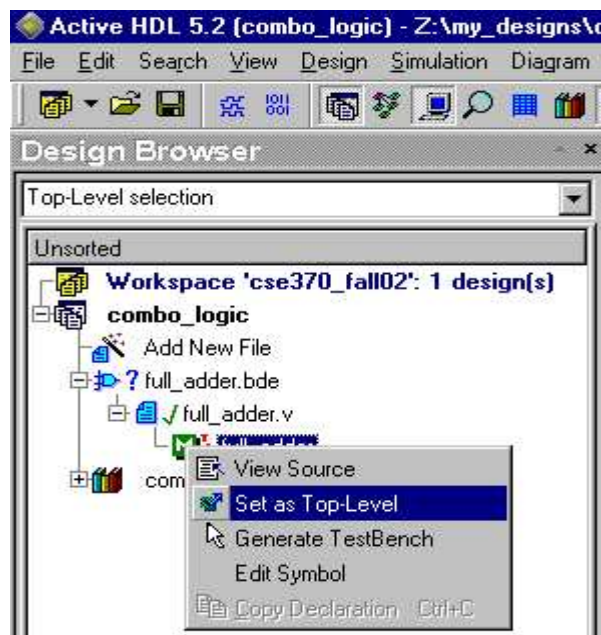 Active HDL 5.2 (combo_logic) - Z:\my_designs\
File Edit Search View Design Simulation Diagram
Design Browser
Top-Level selection
Unsorted
Workspace 'cse370_fall02': 1 design(s)
combo_logic
Add New File
? full_adder.bde
full_adder.v
com
View Source
Set as Top-Level
Generate TestBench
Edit Symbol
Copy Declaration Ctrl+C